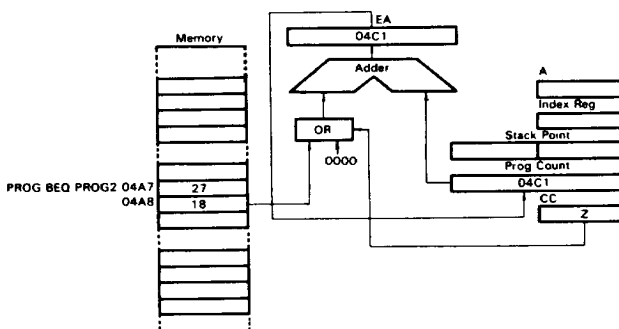 EA
Memory
04C1
Adder
A
Index Reg
OR
Stack Point
0000
Prog Count
PROG BEQ PROG2 04A7 27
04C1
04A8 18
CC
Z